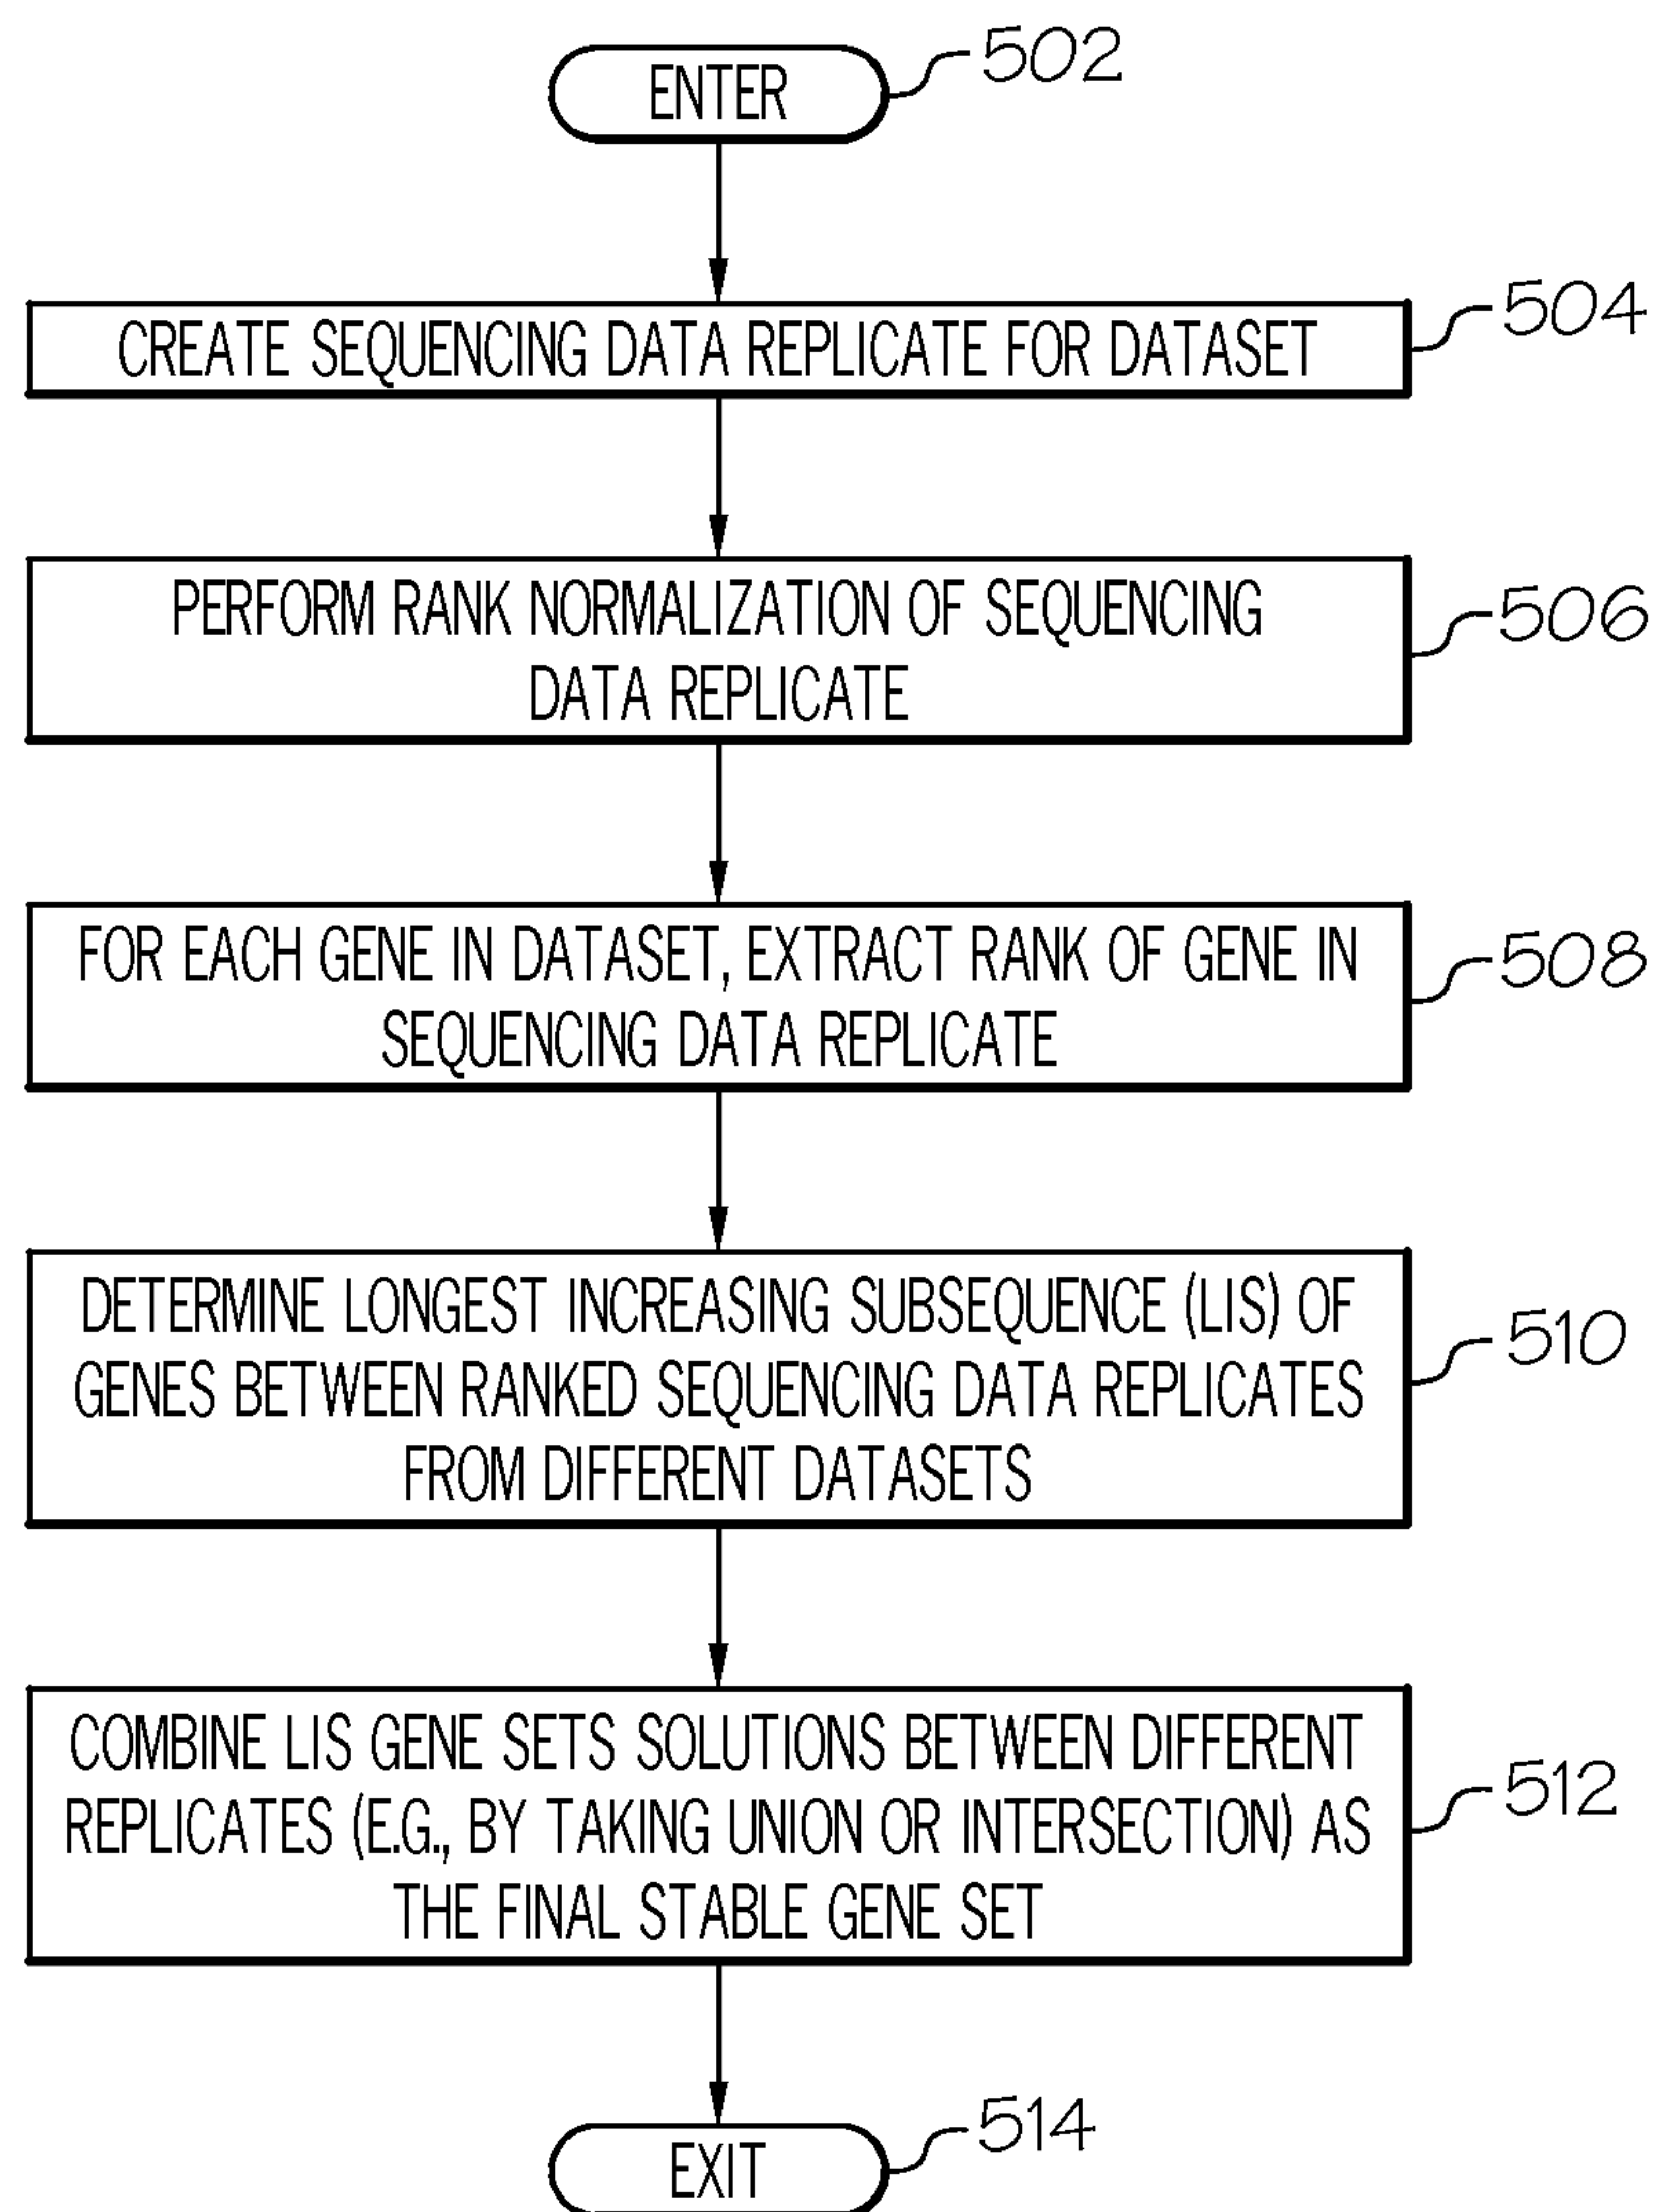 ENTER
502
CREATE SEQUENCING DATA REPLICATE FOR DATASET
504
PERFORM RANK NORMALIZATION OF SEQUENCING
DATA REPLICATE
506
FOR EACH GENE IN DATASET, EXTRACT RANK OF GENE IN
SEQUENCING DATA REPLICATE
508
DETERMINE LONGEST INCREASING SUBSEQUENCE (LIS) OF
GENES BETWEEN RANKED SEQUENCING DATA REPLICATES
FROM DIFFERENT DATASETS
510
COMBINE LIS GENE SETS SOLUTIONS BETWEEN DIFFERENT
REPLICATES (E.G., BY TAKING UNION OR INTERSECTION) AS
THE FINAL STABLE GENE SET
512
EXIT
514